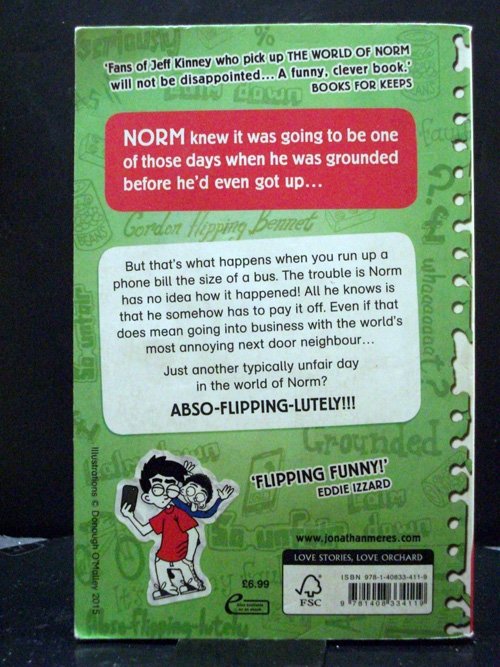 'Fans of Jeff Kinney who pick up THE WORLD OF NORM
will not be disappointed... A funny, clever book.'
BOOKS FOR KEEPS
NORM knew it was going to be one
of those days when he was grounded
before he'd even got up...
Gordon flipping Bennet
But that's what happens when you run up a
phone bill the size of a bus. The trouble is Norm
has no idea how it happened! All he knows is
that he somehow has to pay it off. Even if that
does mean going into business with the world's
most annoying next door neighbour...
Just another typically unfair day
in the world of Norm?
ABSO-FLIPPING-LUTELY!!!
Grounded
'FLIPPING FUNNY!'
EDDIE IZZARD
Illustrations © Donough O'Malley 2015
www.jonathanmeres.com
LOVE STORIES, LOVE ORCHARD
£6.99
FSC
ISBN 978-1-40833-411-9
9 781408 334119